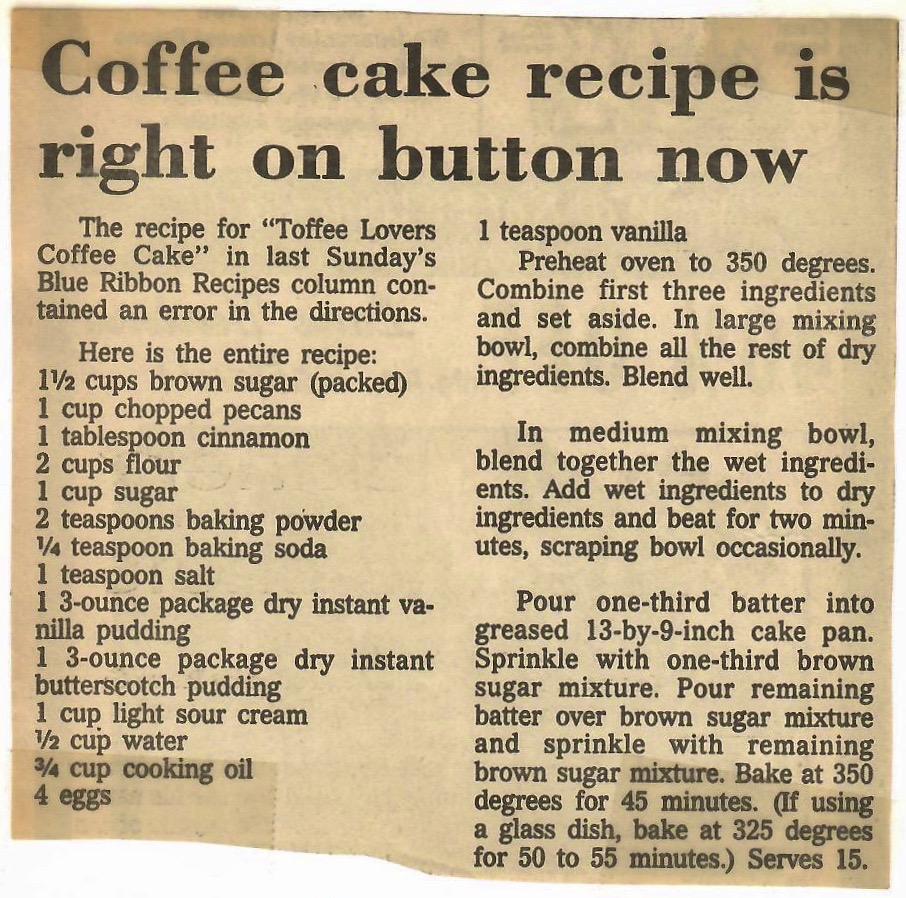 Coffee cake recipe is
right on button now
The recipe for “Toffee Lovers
Coffee Cake” in last Sunday’s
Blue Ribbon Recipes column con-
tained an error in the directions.
Here is the entire recipe:
1½ cups brown sugar (packed)
1 cup chopped pecans
1 tablespoon cinnamon
2 cups flour
1 cup sugar
2 teaspoons baking powder
¼ teaspoon baking soda
1 teaspoon salt
1 3-ounce package dry instant va-
nilla pudding
1 3-ounce package dry instant
butterscotch pudding
1 cup light sour cream
½ cup water
¾ cup cooking oil
4 eggs
1 teaspoon vanilla
Preheat oven to 350 degrees.
Combine first three ingredients
and set aside. In large mixing
bowl, combine all the rest of dry
ingredients. Blend well.
In medium mixing bowl,
blend together the wet ingredi-
ents. Add wet ingredients to dry
ingredients and beat for two min-
utes, scraping bowl occasionally.
Pour one-third batter into
greased 13-by-9-inch cake pan.
Sprinkle with one-third brown
sugar mixture. Pour remaining
batter over brown sugar mixture
and sprinkle with remaining
brown sugar mixture. Bake at 350
degrees for 45 minutes. (If using
a glass dish, bake at 325 degrees
for 50 to 55 minutes.) Serves 15.